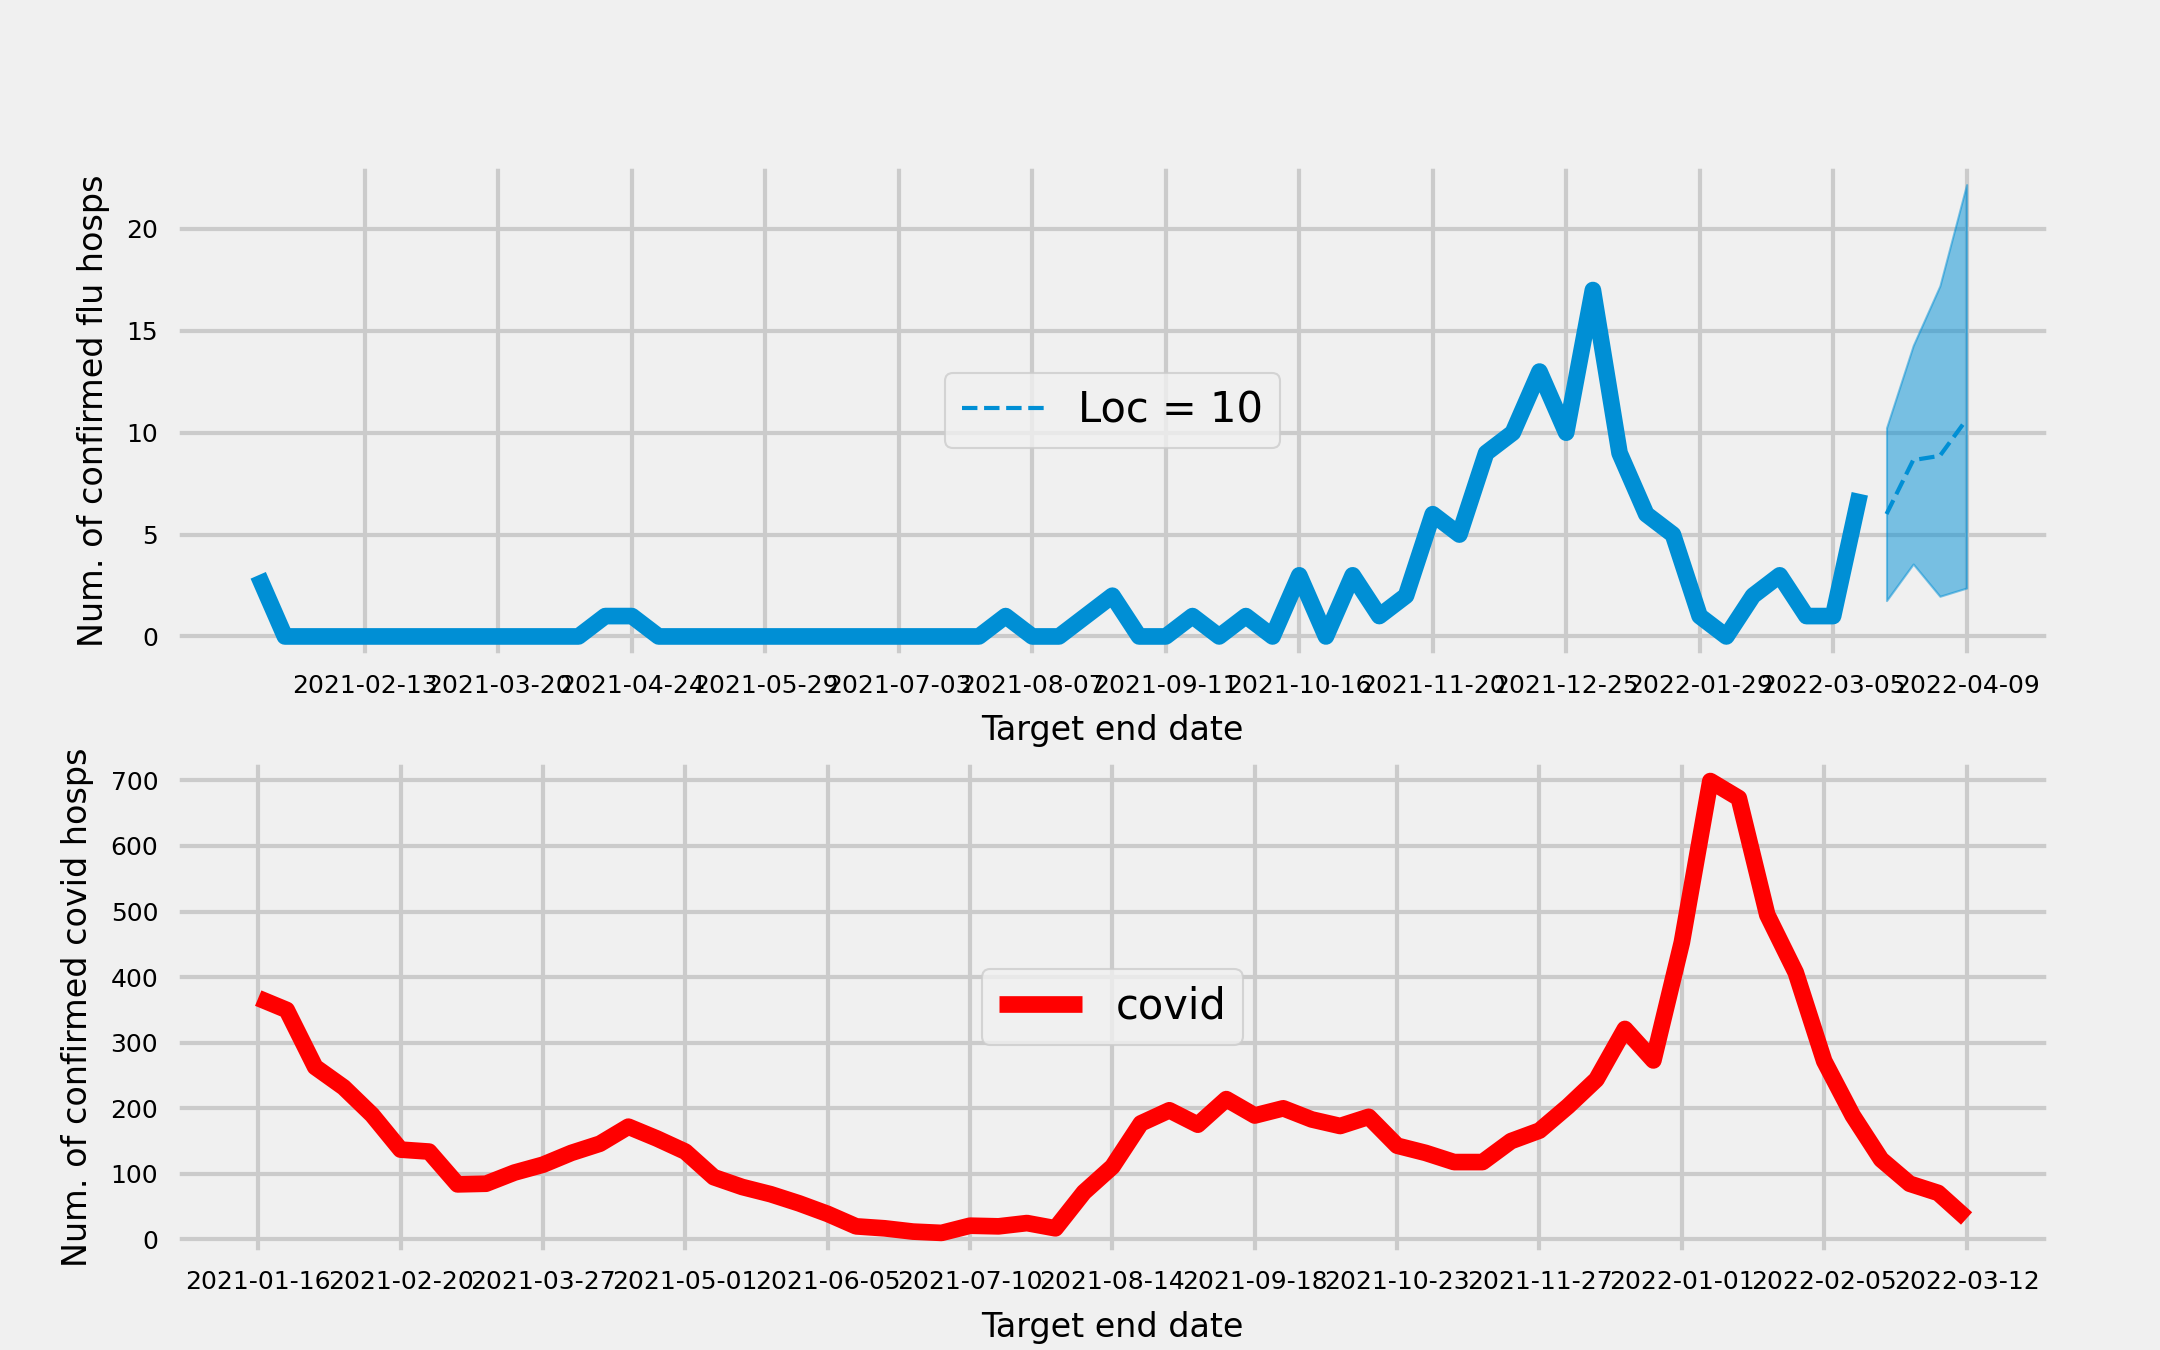 Num. of confirmed flu hosps
20
15
10
5
0
Loc = 10
2021-02-13 2021-03-20 2021-04-24 2021-05-29 2021-07-03 2021-08-07 2021-09-11 2021-10-16 2021-11-20 2021-12-25 2022-01-29 2022-03-05 2022-04-09
Target end date
Num. of confirmed covid hosps
700
600
500
400
300
200
100
0
covid
2021-01-16 2021-02-20 2021-03-27 2021-05-01 2021-06-05 2021-07-10 2021-08-14 2021-09-18 2021-10-23 2021-11-27 2022-01-01 2022-02-05 2022-03-12
Target end date